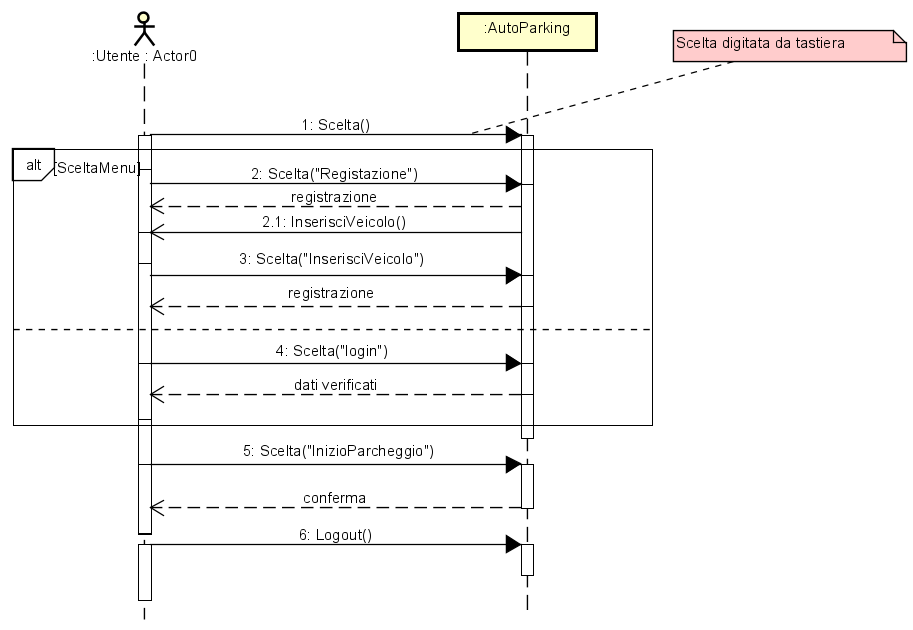 :AutoParking
Scelta digitata da tastiera
:Utente : Actor0
1: Scelta()
alt
[SceltaMenu]
2: Scelta("Registazione")
registrazione
2.1: InserisciVeicolo()
3: Scelta("InserisciVeicolo")
registrazione
4: Scelta("login")
dati verificati
5: Scelta("InizioParcheggio")
conferma
6: Logout()